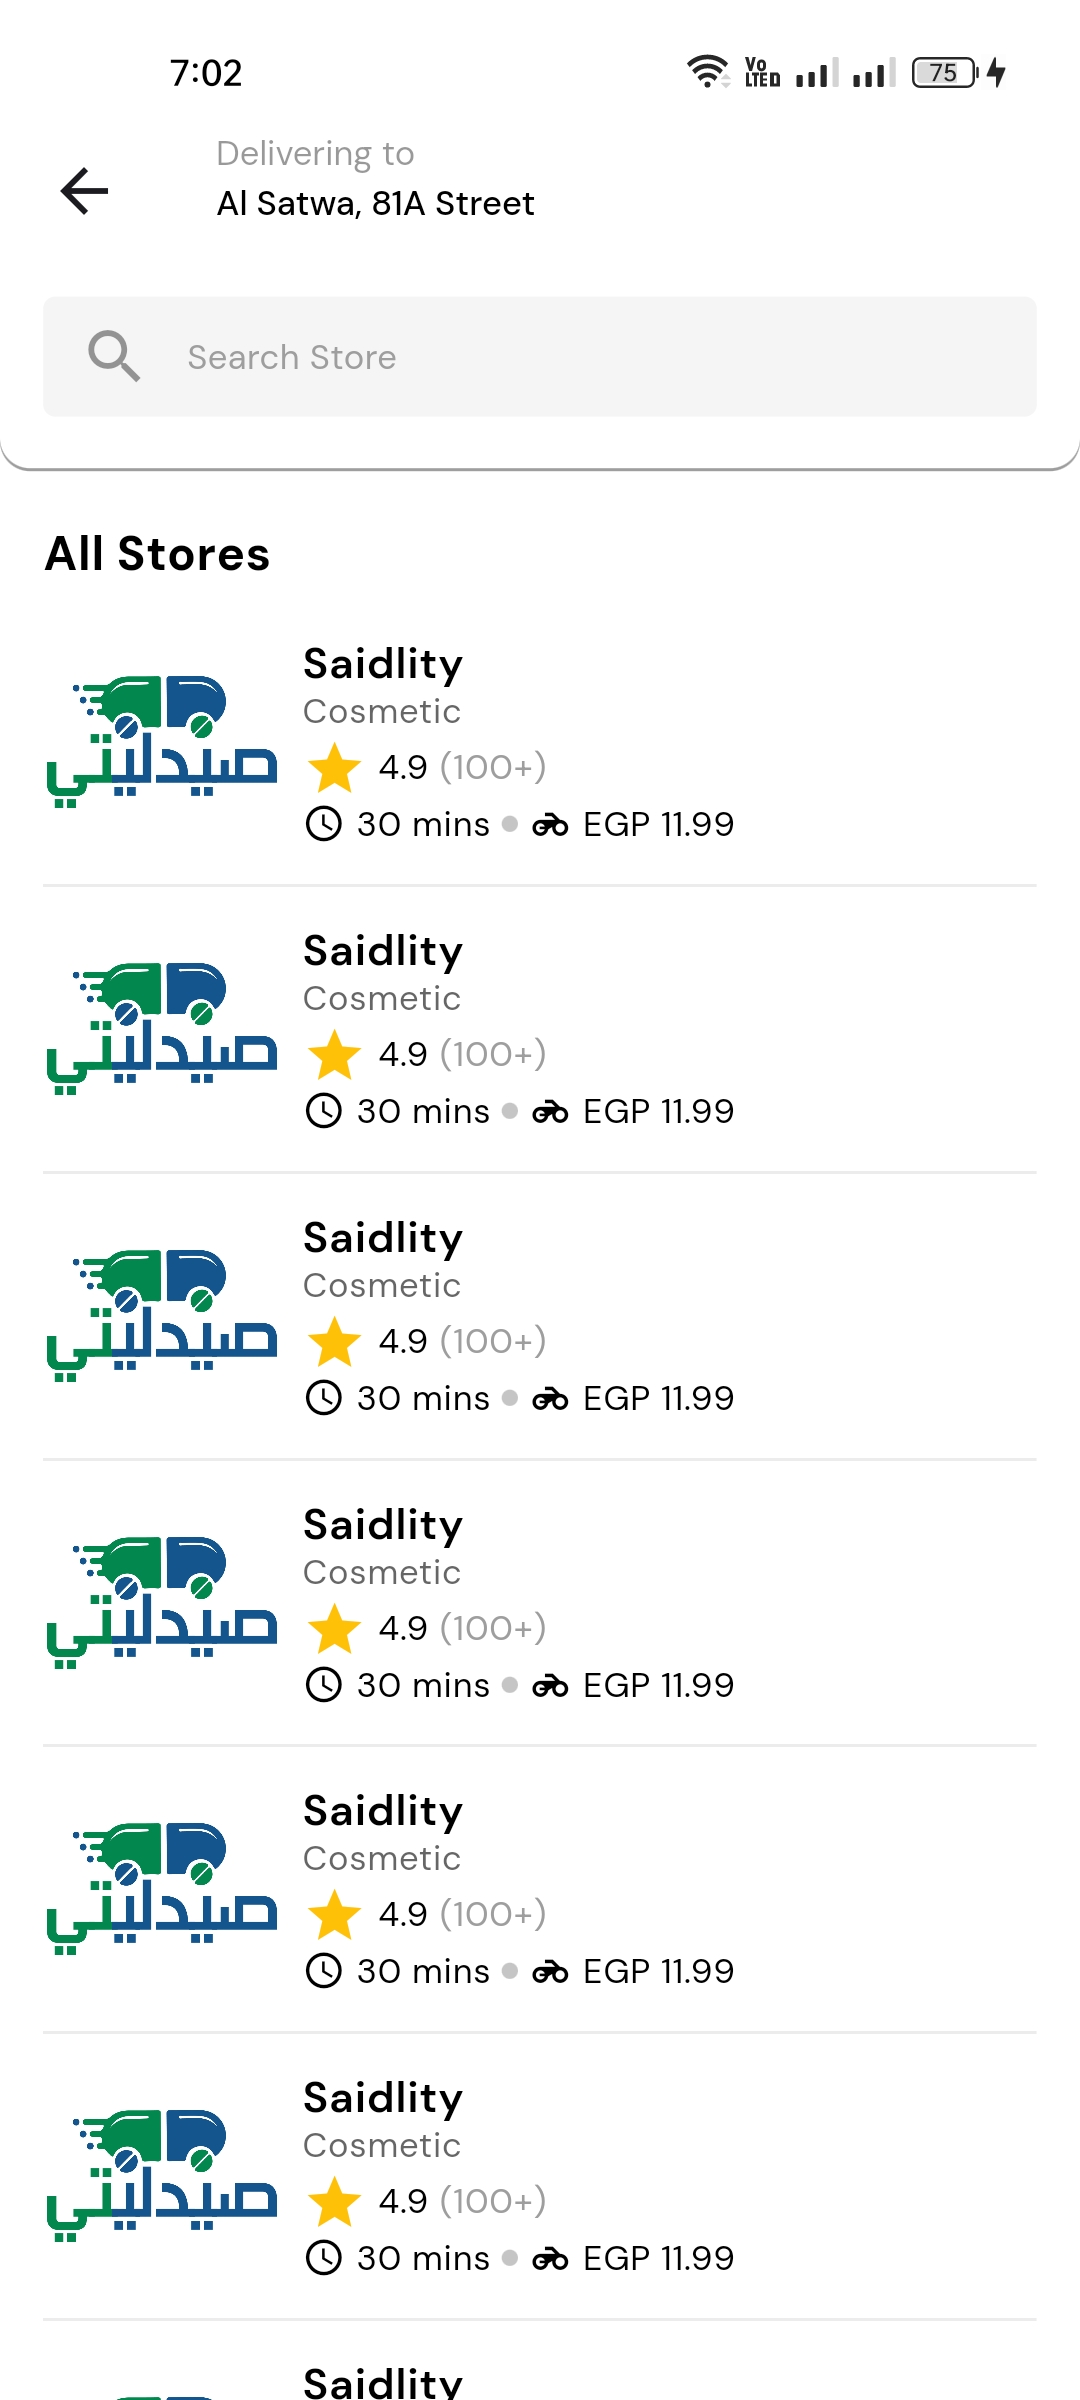 7:02
Vo
LTE
75
Delivering to
Al Satwa, 81A Street
Search Store
All Stores
Saidlity
Cosmetic
صيدليتي
4.9 (100+)
30 mins EGP 11.99
Saidlity
Cosmetic
صيدليتي
4.9 (100+)
30 mins EGP 11.99
Saidlity
Cosmetic
صيدليتي
4.9 (100+)
30 mins EGP 11.99
Saidlity
Cosmetic
صيدليتي
4.9 (100+)
30 mins EGP 11.99
Saidlity
Cosmetic
صيدليتي
4.9 (100+)
30 mins EGP 11.99
Saidlity
Cosmetic
صيدليتي
4.9 (100+)
30 mins EGP 11.99
Saidlity